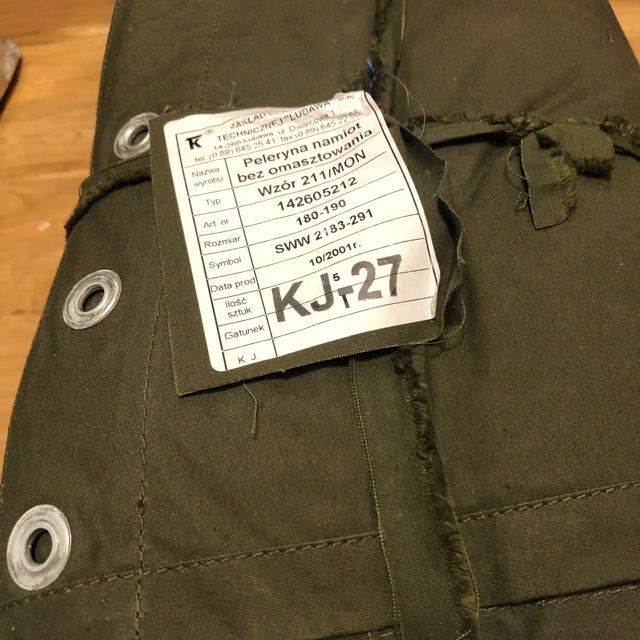 TK ® ZAKŁADY
TECHNICZNEJ "LUDAWA" S.A.
14-260 Lubawa, ul. Dworcowa 1
tel. (0 89) 645 25 41, fax (0 89) 645
Nazwa wyrobu Peleryna namiot bez omasztowania
Typ Wzór 211/MON
Art. nr 142605212
Rozmiar 180-190
Symbol SWW 2183-291
Data prod 10/2001r.
Ilość sztuk 5
Gatunek I
KJ-27
K. J.